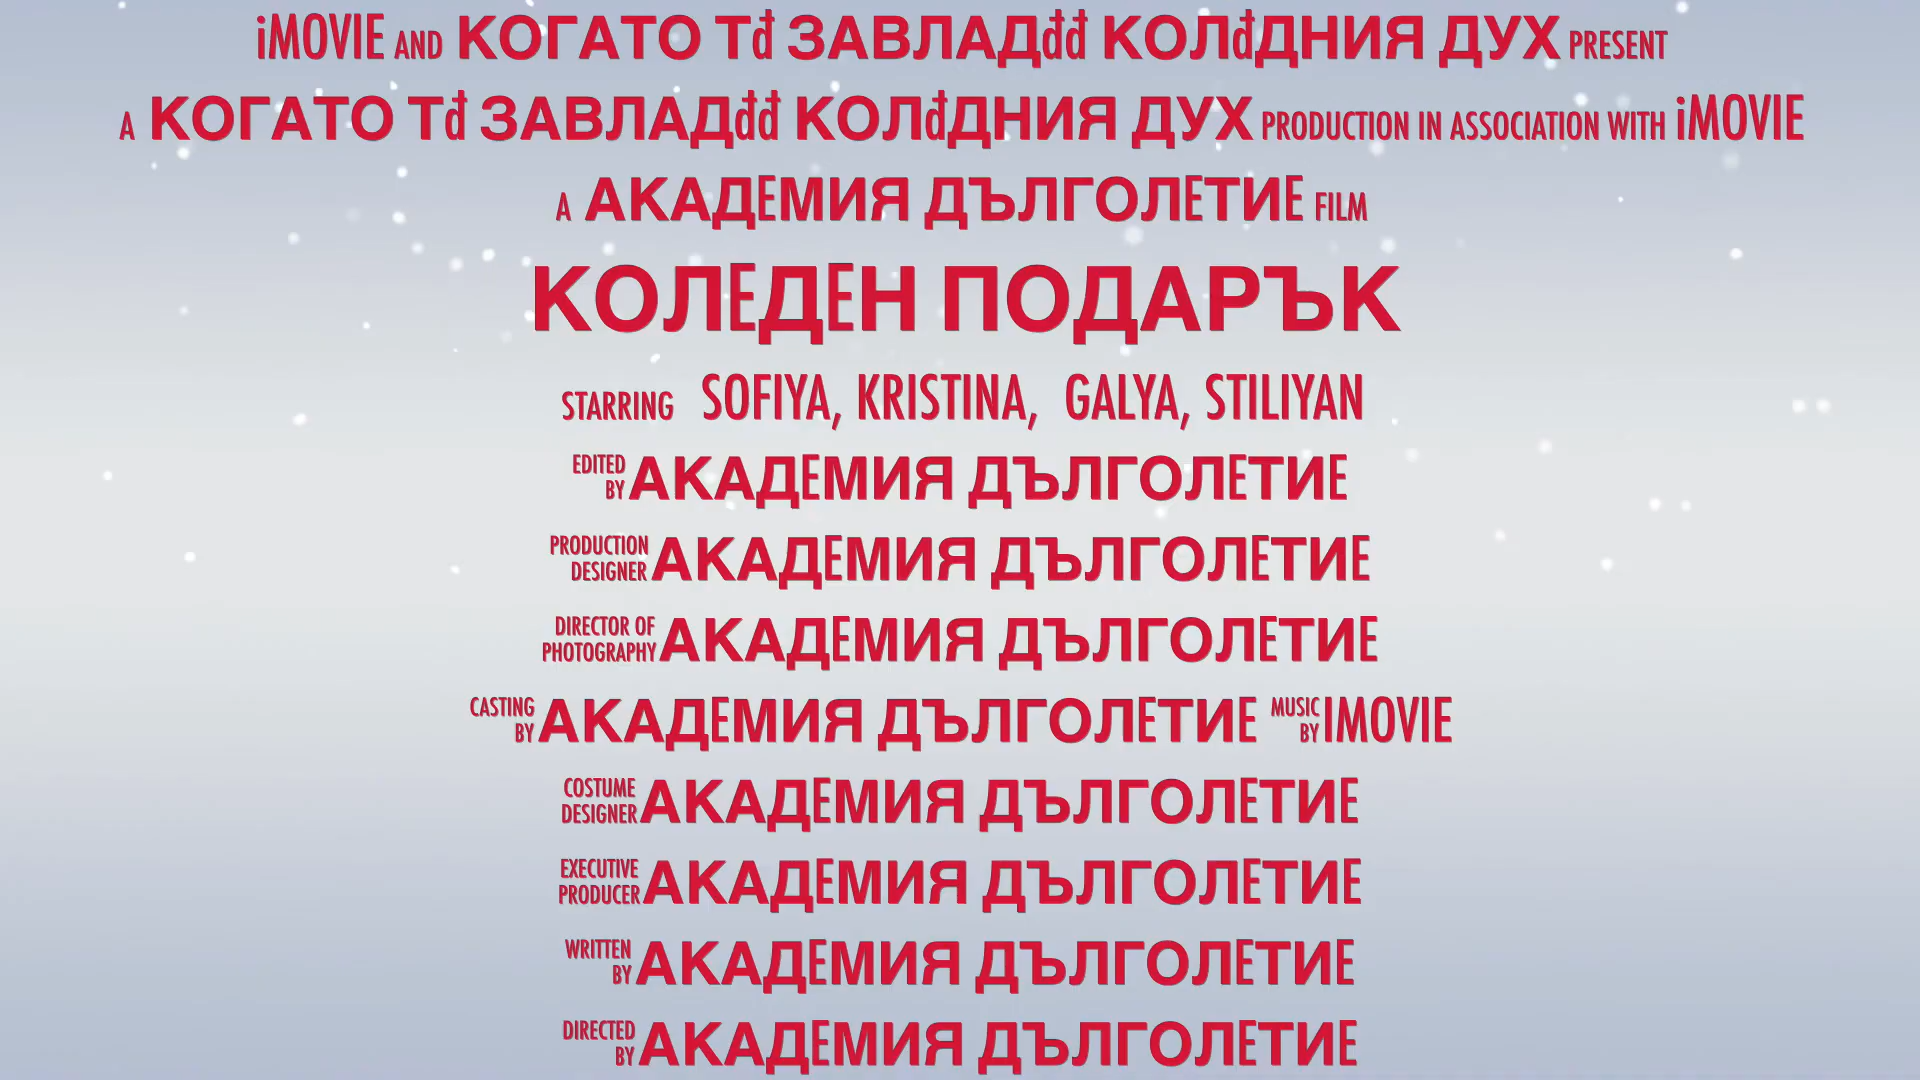 iMOVIE AND КОГАТО Тđ ЗАВЛАДđđ КОЛđДНИЯ ДУХ PRESENT
A КОГАТО Тđ ЗАВЛАДđđ КОЛđДНИЯ ДУХ PRODUCTION IN ASSOCIATION WITH iMOVIE
A АКАДЕМИЯ ДЪЛГОЛЕТИЕ FILM
КОЛЕДЕН ПОДАРЪК
STARRING SOFIYA, KRISTINA, GALYA, STILIYAN
EDITED BY АКАДЕМИЯ ДЪЛГОЛЕТИЕ
PRODUCTION DESIGNER АКАДЕМИЯ ДЪЛГОЛЕТИЕ
DIRECTOR OF PHOTOGRAPHY АКАДЕМИЯ ДЪЛГОЛЕТИЕ
CASTING BY АКАДЕМИЯ ДЪЛГОЛЕТИЕ MUSIC BY IMOVIE
COSTUME DESIGNER АКАДЕМИЯ ДЪЛГОЛЕТИЕ
EXECUTIVE PRODUCER АКАДЕМИЯ ДЪЛГОЛЕТИЕ
WRITTEN BY АКАДЕМИЯ ДЪЛГОЛЕТИЕ
DIRECTED BY АКАДЕМИЯ ДЪЛГОЛЕТИЕ